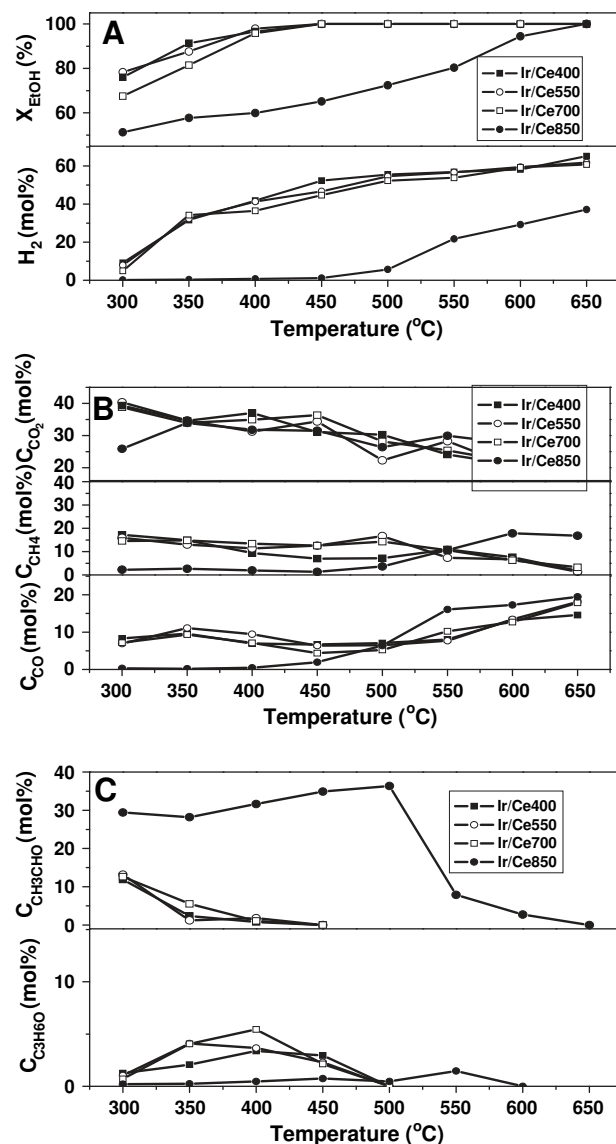 A
X_EtOH (%)
100
80
60
Ir/Ce400
Ir/Ce550
Ir/Ce700
Ir/Ce850
H_2 (mol%)
60
40
20
0
300 350 400 450 500 550 600 650
Temperature (°C)
B
C_CO2 (mol%)
40
30
20
Ir/Ce400
Ir/Ce550
Ir/Ce700
Ir/Ce850
C_CH4 (mol%)
40
30
20
10
0
C_CO (mol%)
20
10
0
300 350 400 450 500 550 600 650
Temperature (°C)
C
C_CH3CHO (mol%)
40
30
20
10
0
Ir/Ce400
Ir/Ce550
Ir/Ce700
Ir/Ce850
C_C3H6O (mol%)
10
5
0
300 350 400 450 500 550 600 650
Temperature (°C)